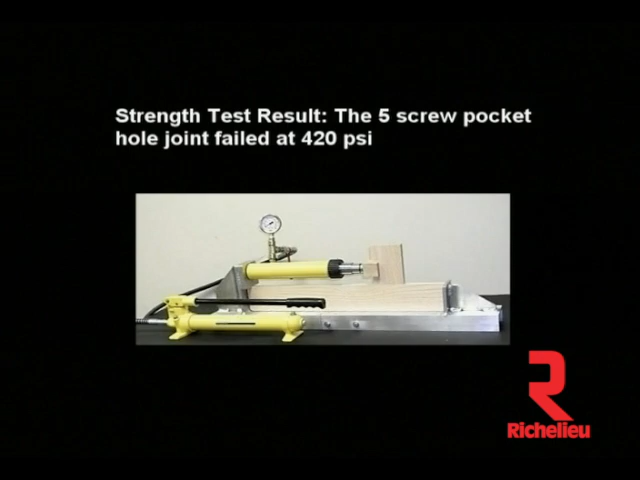 Strength Test Result: The 5 screw pocket
hole joint failed at 420 psi
Richelieu